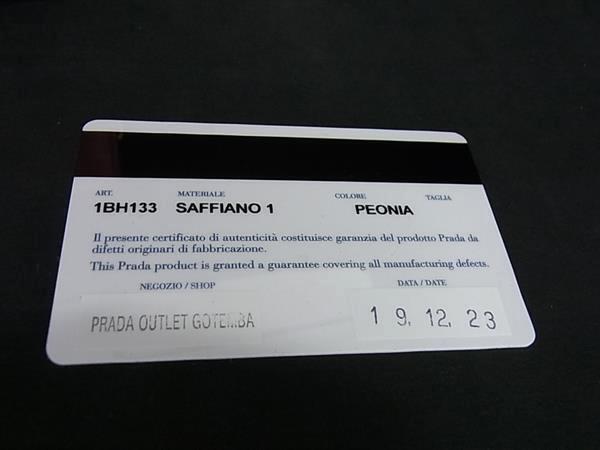 ART. MATERIALE COLORE TAGLIA
1BH133 SAFFIANO 1 PEONIA
Il presente certificato di autenticità costituisce garanzia del prodotto Prada da
difetti originari di fabbricazione.
This Prada product is granted a guarantee covering all manufacturing defects.
NEGOZIO / SHOP DATA / DATE
PRADA OUTLET GOTEMBA 19. 12. 23